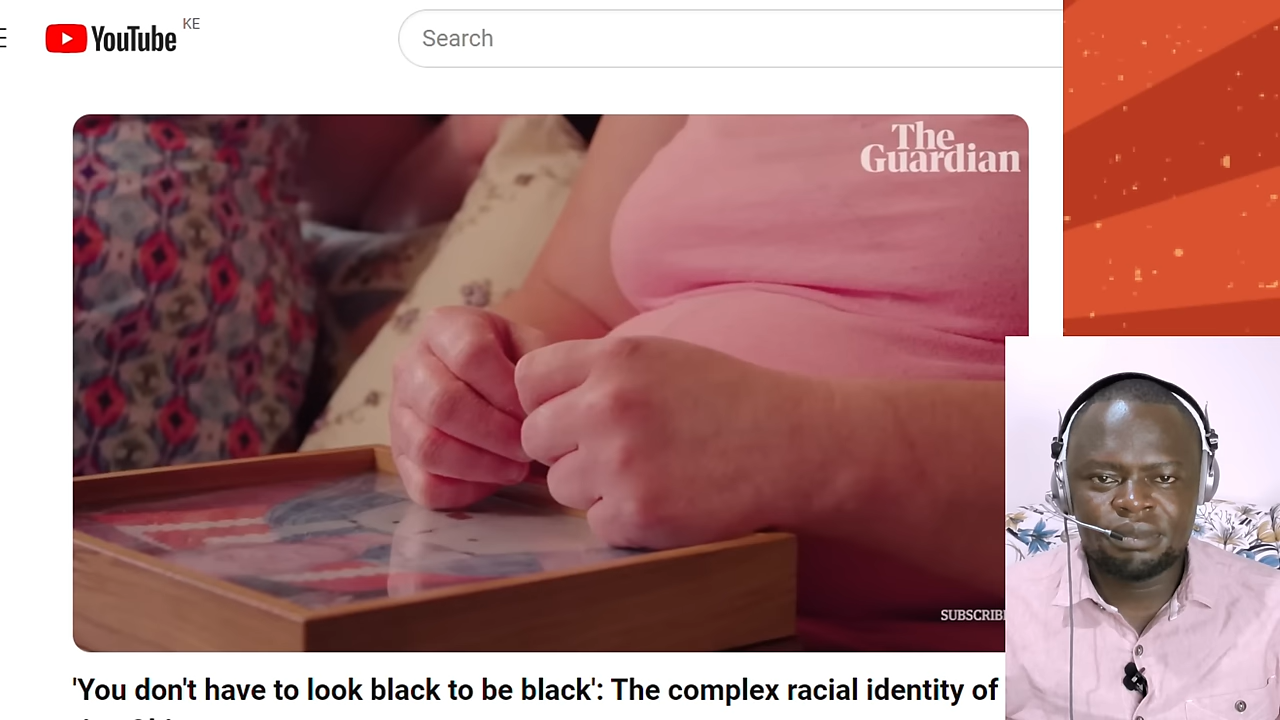 YouTube KE
Search
The
Guardian
SUBSCRIBE
'You don't have to look black to be black': The complex racial identity of